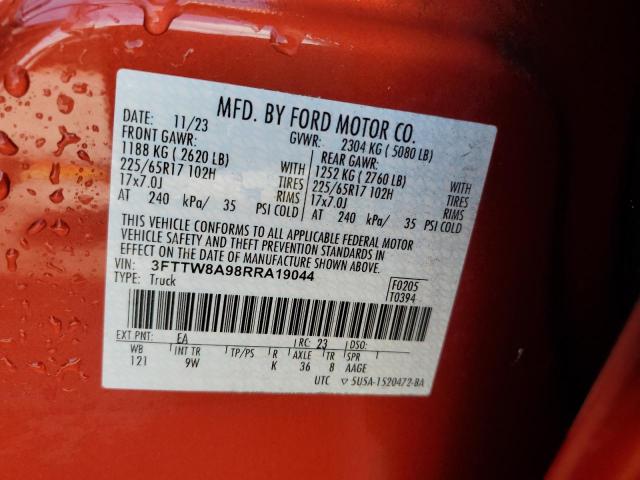 MFD. BY FORD MOTOR CO.
DATE: 11/23 GVWR: 2304 KG ( 5080 LB)
FRONT GAWR: REAR GAWR:
1188 KG ( 2620 LB) WITH 1252 KG ( 2760 LB) WITH
225/65R17 102H TIRES 225/65R17 102H TIRES
17x7.0J RIMS 17x7.0J RIMS
AT 240 kPa/ 35 PSI COLD AT 240 kPa/ 35 PSI COLD
THIS VEHICLE CONFORMS TO ALL APPLICABLE FEDERAL MOTOR
VEHICLE SAFETY AND THEFT PREVENTION STANDARDS IN
EFFECT ON THE DATE OF MANUFACTURE SHOWN ABOVE.
VIN: 3FTTW8A98RRA19044
TYPE: Truck
F0205
T0394
EXT PNT: EA RC: 23 DSO:
WB INT TR TP/PS R AXLE TR SPR
121 9W K 36 8 AAGE
UTC ▽ 5U5A-1520472-BA